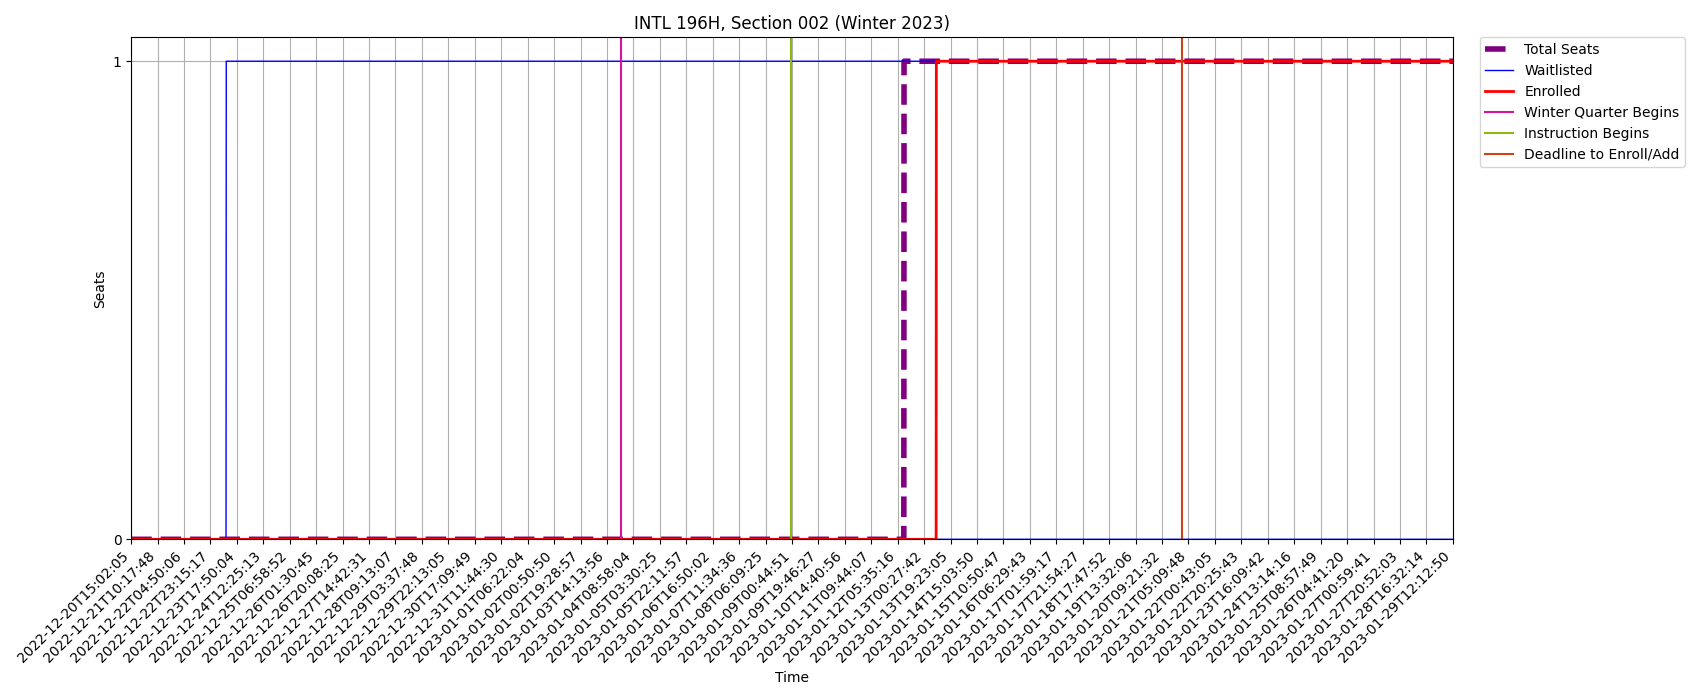 INTL 196H, Section 002 (Winter 2023)
Total Seats
Waitlisted
Enrolled
Winter Quarter Begins
Instruction Begins
Deadline to Enroll/Add
Seats
1
0
2022-12-20T15:02:05
2022-12-21T10:17:48
2022-12-22T04:50:06
2022-12-22T23:15:17
2022-12-23T17:50:04
2022-12-24T12:25:13
2022-12-25T06:58:52
2022-12-26T01:30:45
2022-12-26T20:08:25
2022-12-27T14:42:31
2022-12-28T09:13:07
2022-12-29T03:37:48
2022-12-29T22:13:05
2022-12-30T17:09:49
2022-12-31T11:44:30
2023-01-01T06:22:04
2023-01-02T00:50:50
2023-01-02T19:28:57
2023-01-03T14:13:56
2023-01-04T08:58:04
2023-01-05T03:30:25
2023-01-05T22:11:57
2023-01-06T16:50:02
2023-01-07T11:34:36
2023-01-08T06:09:25
2023-01-09T00:44:51
2023-01-09T19:46:27
2023-01-10T14:40:56
2023-01-11T09:44:07
2023-01-12T05:35:16
2023-01-13T00:27:42
2023-01-13T19:23:05
2023-01-14T15:03:50
2023-01-15T10:50:47
2023-01-16T06:29:43
2023-01-17T01:59:17
2023-01-17T21:54:27
2023-01-18T17:47:52
2023-01-19T13:32:06
2023-01-20T09:21:32
2023-01-21T05:09:48
2023-01-22T00:43:05
2023-01-22T20:25:43
2023-01-23T16:09:42
2023-01-24T13:14:16
2023-01-25T08:57:49
2023-01-26T04:41:20
2023-01-27T00:59:41
2023-01-27T20:52:03
2023-01-28T16:32:14
2023-01-29T12:12:50
Time